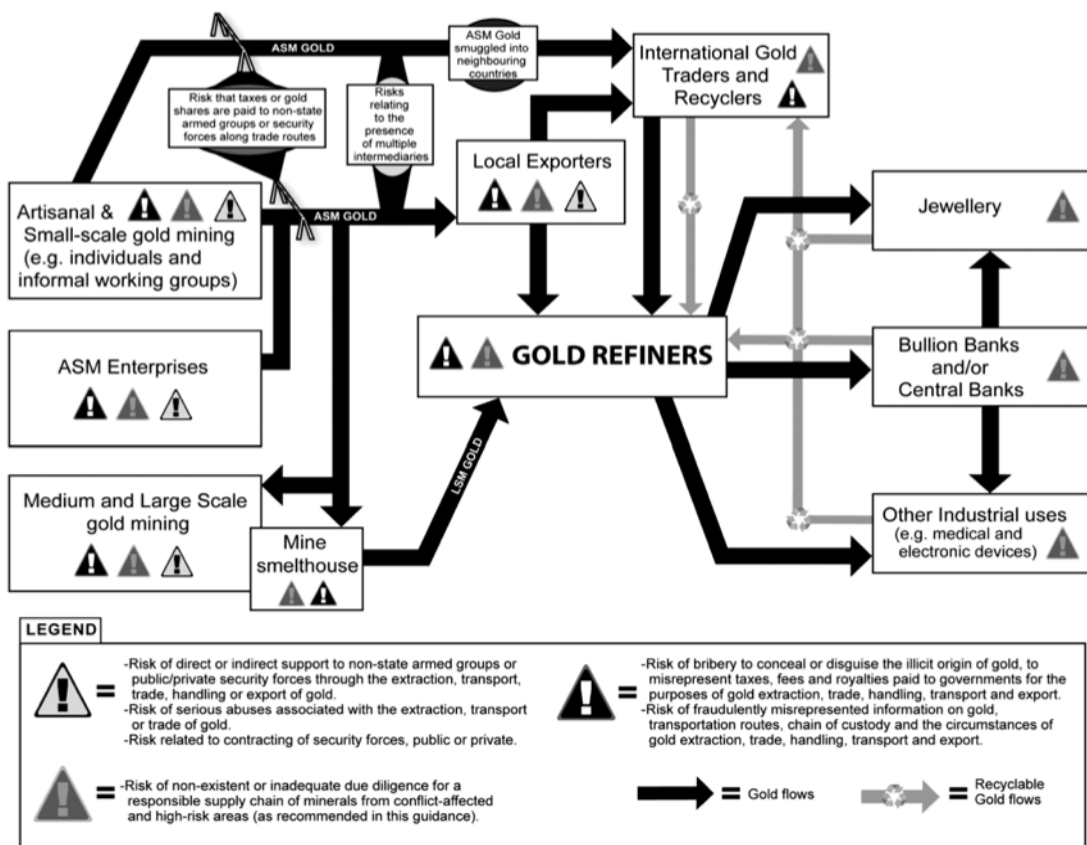 ASM GOLD
ASM Gold
smuggled into
neighbouring
countries
International Gold
Traders and
Recyclers
Risk that taxes or gold
shares are paid to non-state
armed groups or security
forces along trade routes
Risks
relating
to the
presence
of multiple
intermediaries
Local Exporters
Artisanal &
Small-scale gold mining
(e.g. individuals and
informal working groups)
ASM GOLD
Jewellery
ASM Enterprises
GOLD REFINERS
Bullion Banks
and/or
Central Banks
LSM GOLD
Medium and Large Scale
gold mining
Mine
smelthouse
Other Industrial uses
(e.g. medical and
electronic devices)
LEGEND
=
-Risk of direct or indirect support to non-state armed groups or
public/private security forces through the extraction, transport,
trade, handling or export of gold.
-Risk of serious abuses associated with the extraction, transport
or trade of gold.
-Risk related to contracting of security forces, public or private.
=
-Risk of bribery to conceal or disguise the illicit origin of gold, to
misrepresent taxes, fees and royalties paid to governments for the
purposes of gold extraction, trade, handling, transport and export.
-Risk of fraudulently misrepresented information on gold,
transportation routes, chain of custody and the circumstances of
gold extraction, trade, handling, transport and export.
=
-Risk of non-existent or inadequate due diligence for a
responsible supply chain of minerals from conflict-affected
and high-risk areas (as recommended in this guidance).
= Gold flows
= Recyclable
Gold flows